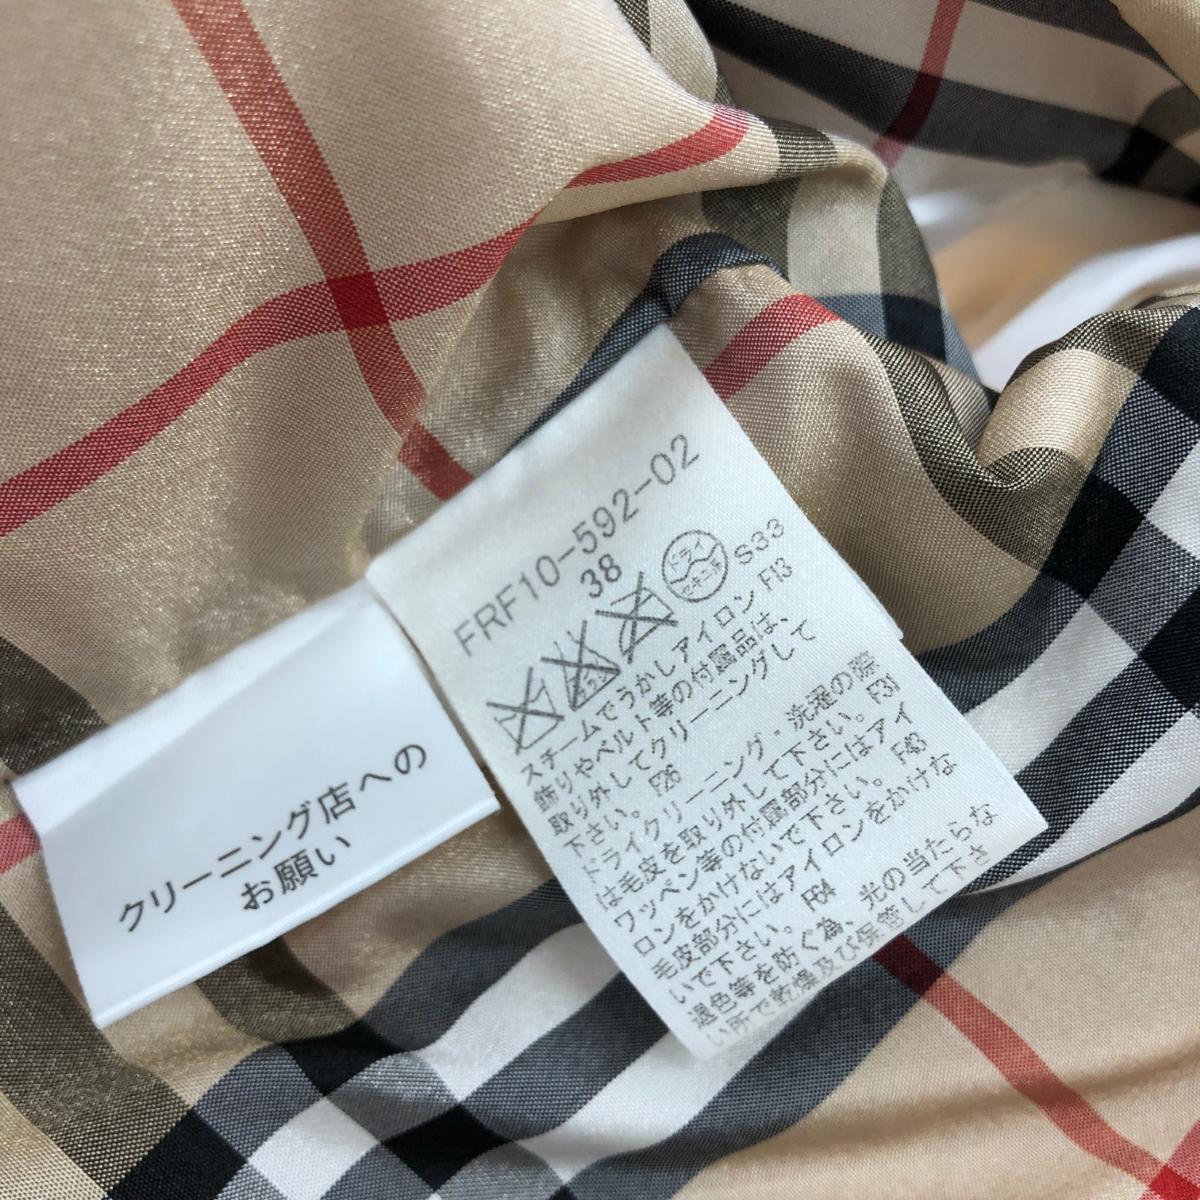 FRF10-592-02
38
ドライ
セキユ系
S33
スチームでうかしアイロン F13
飾りやベルト等の付属品は、
取り外してクリーニングして
下さい。 F26
ドライクリーニング・洗濯の際
は毛皮を取り外して下さい。 F31
ワッペン等の付属部分にはアイ
ロンをかけないで下さい。 F43
毛皮部分にはアイロンをかけな
いで下さい。 F64
退色等を防ぐ為、光の当たらな
い所で乾燥及び保管して下さ
クリーニング店への
お願い